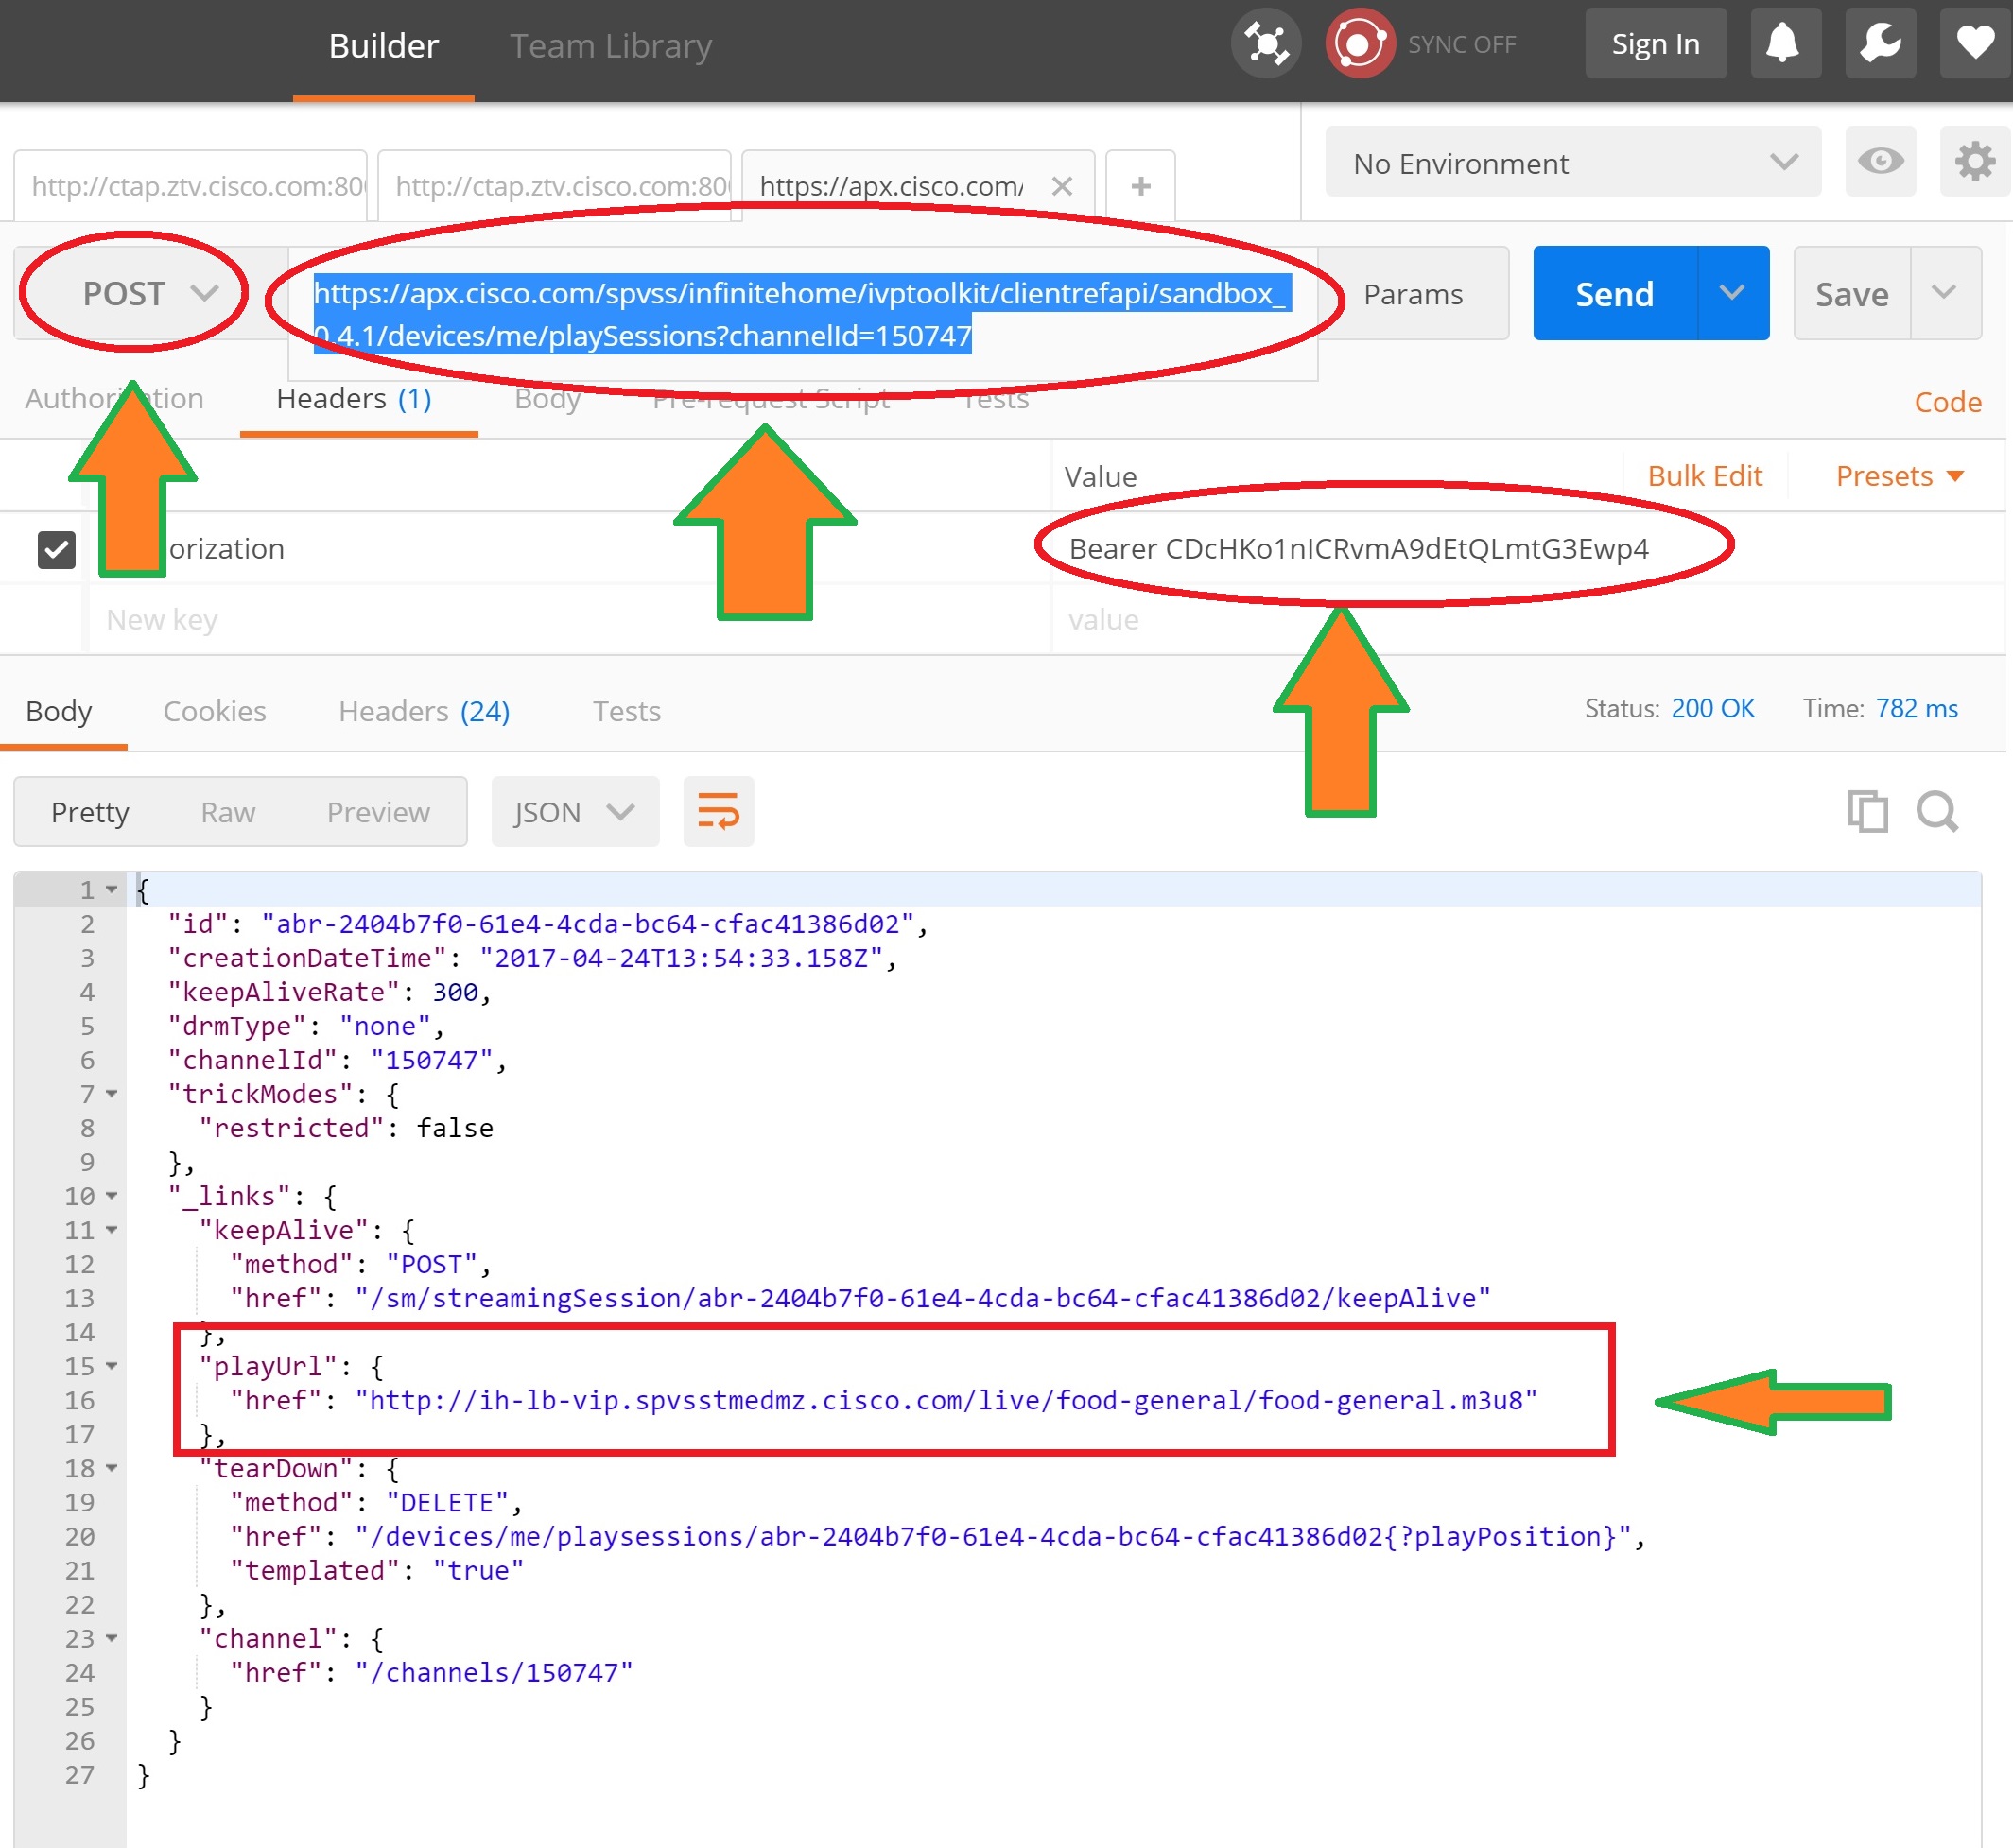 Builder Team Library SYNC OFF Sign In
http://ctap.ztv.cisco.com:80 http://ctap.ztv.cisco.com:80 https://apx.cisco.com/ No Environment
POST https://apx.cisco.com/spvss/infinitehome/ivptoolkit/clientrefapi/sandbox_ Params Send Save
0.4.1/devices/me/playSessions?channelId=150747
Authorization Headers (1) Body Pre-request Script Tests Code
Value Bulk Edit Presets
orization Bearer CDcHKo1nICRvmA9dEtQLmtG3Ewp4
New key value
Body Cookies Headers (24) Tests Status: 200 OK Time: 782 ms
Pretty Raw Preview JSON
1 {
2 "id": "abr-2404b7f0-61e4-4cda-bc64-cfac41386d02",
3 "creationDateTime": "2017-04-24T13:54:33.158Z",
4 "keepAliveRate": 300,
5 "drmType": "none",
6 "channelId": "150747",
7 "trickModes": {
8 "restricted": false
9 },
10 "_links": {
11 "keepAlive": {
12 "method": "POST",
13 "href": "/sm/streamingSession/abr-2404b7f0-61e4-4cda-bc64-cfac41386d02/keepAlive"
14 },
15 "playUrl": {
16 "href": "http://ih-lb-vip.spvsstmedmz.cisco.com/live/food-general/food-general.m3u8"
17 },
18 "tearDown": {
19 "method": "DELETE",
20 "href": "/devices/me/playsessions/abr-2404b7f0-61e4-4cda-bc64-cfac41386d02{?playPosition}",
21 "templated": "true"
22 },
23 "channel": {
24 "href": "/channels/150747"
25 }
26 }
27 }